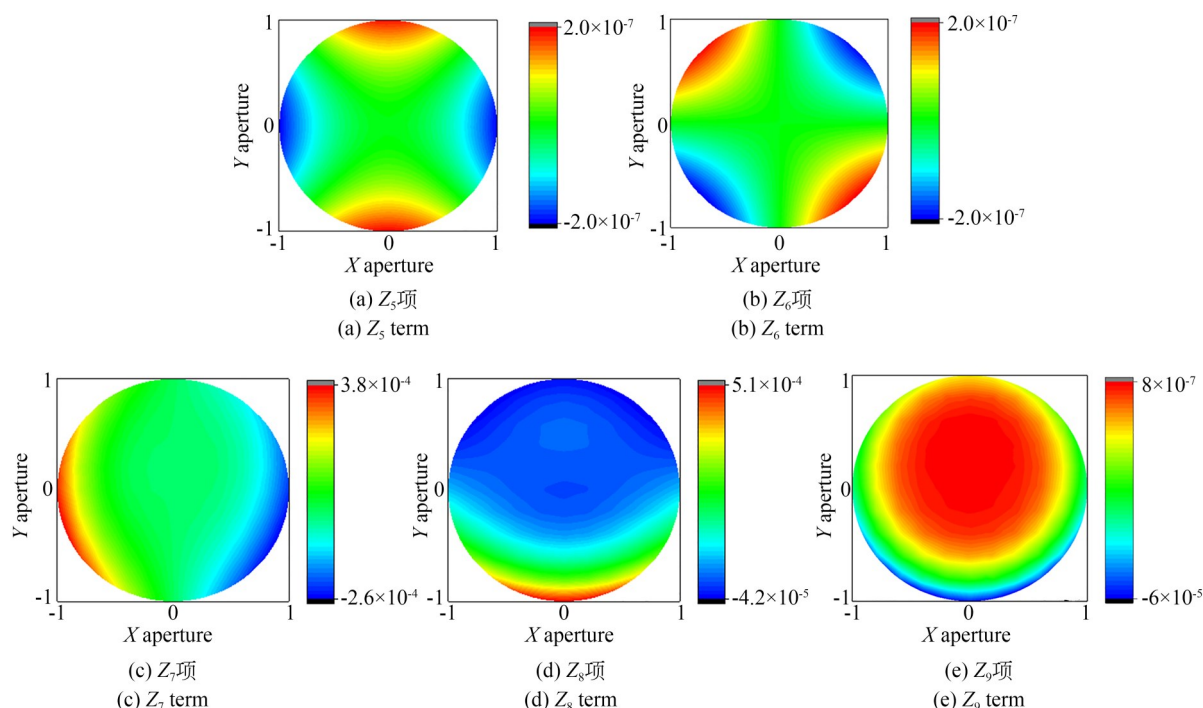 1
0
-1
-1
0
1
Y aperture
X aperture
2.0×10⁻⁷
-2.0×10⁻⁷
(a) Z₅项
(a) Z₅ term
1
0
-1
-1
0
1
Y aperture
X aperture
2.0×10⁻⁷
-2.0×10⁻⁷
(b) Z₆项
(b) Z₆ term
1
0
-1
-1
0
1
Y aperture
X aperture
3.8×10⁻⁴
-2.6×10⁻⁴
(c) Z₇项
(c) Z₇ term
1
0
-1
-1
0
1
Y aperture
X aperture
5.1×10⁻⁴
-4.2×10⁻⁵
(d) Z₈项
(d) Z₈ term
1
0
-1
-1
0
1
Y aperture
X aperture
8×10⁻⁷
-6×10⁻⁵
(e) Z₉项
(e) Z₉ term